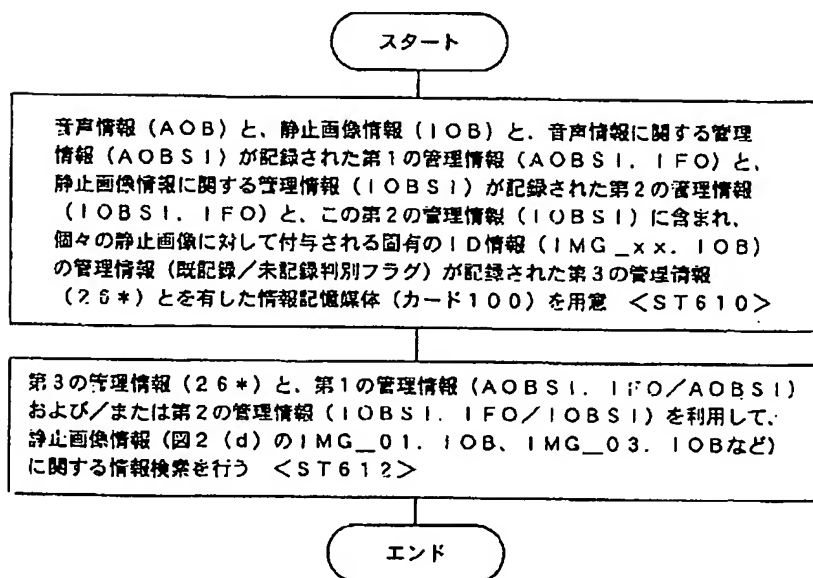 スタート
音声情報（AOB）と、静止画像情報（IOB）と、音声情報に関する管理
情報（AOBSI）が記録された第1の管理情報（AOBSI．IFO）と、
静止画像情報に関する管理情報（IOBSI）が記録された第2の管理情報
（IOBSI．IFO）と、この第2の管理情報（IOBSI）に含まれ、
個々の静止画像に対して付与される固有のID情報（IMG_xx．IOB）
の管理情報（既記録／未記録判別フラグ）が記録された第3の管理情報
（26*）とを有した情報記憶媒体（カード100）を用意 ＜ST610＞
第3の管理情報（26*）と、第1の管理情報（AOBSI．IFO／AOBSI）
および／または第2の管理情報（IOBSI．IFO／IOBSI）を利用して、
静止画像情報（図2（d）のIMG_01．IOB、IMG_03．IOBなど）
に関する情報検索を行う ＜ST612＞
エンド